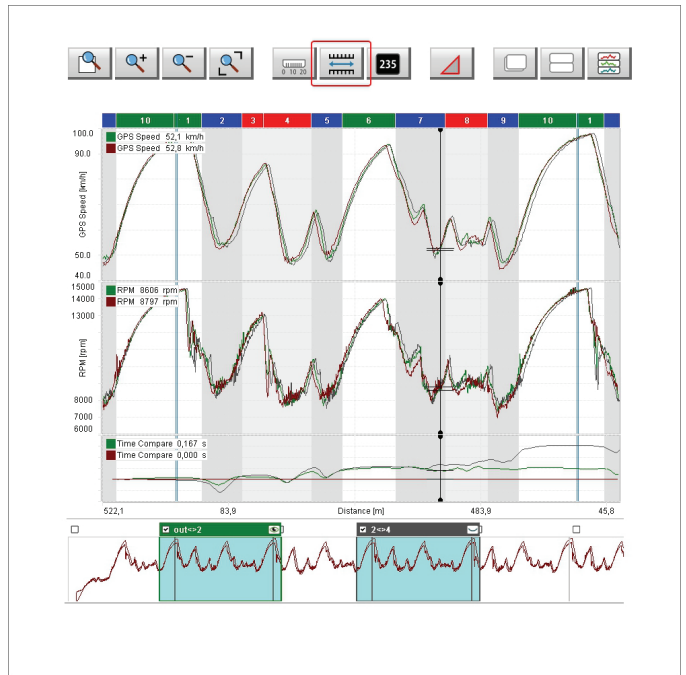 0 10 20
235
10 1 2 3 4 5 6 7 8 9 10 1
100.0
90.0
50.0
40.0
GPS Speed [km/h]
GPS Speed 52,1 km/h
GPS Speed 52,8 km/h
15000
14000
13000
8000
7000
6000
RPM [rpm]
RPM 8606 rpm
RPM 8797 rpm
Time Compare 0,167 s
Time Compare 0,000 s
522,1 83,9 Distance [m] 483,9 45,8
out<>2
2<>4